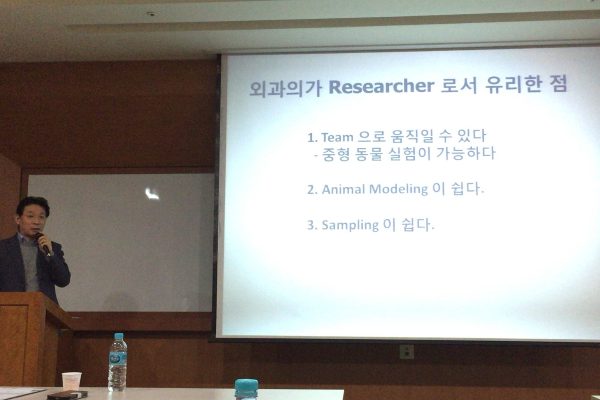 외과의가 Researcher 로서 유리한 점
1. Team 으로 움직일 수 있다
- 중형 동물 실험이 가능하다
2. Animal Modeling 이 쉽다.
3. Sampling 이 쉽다.